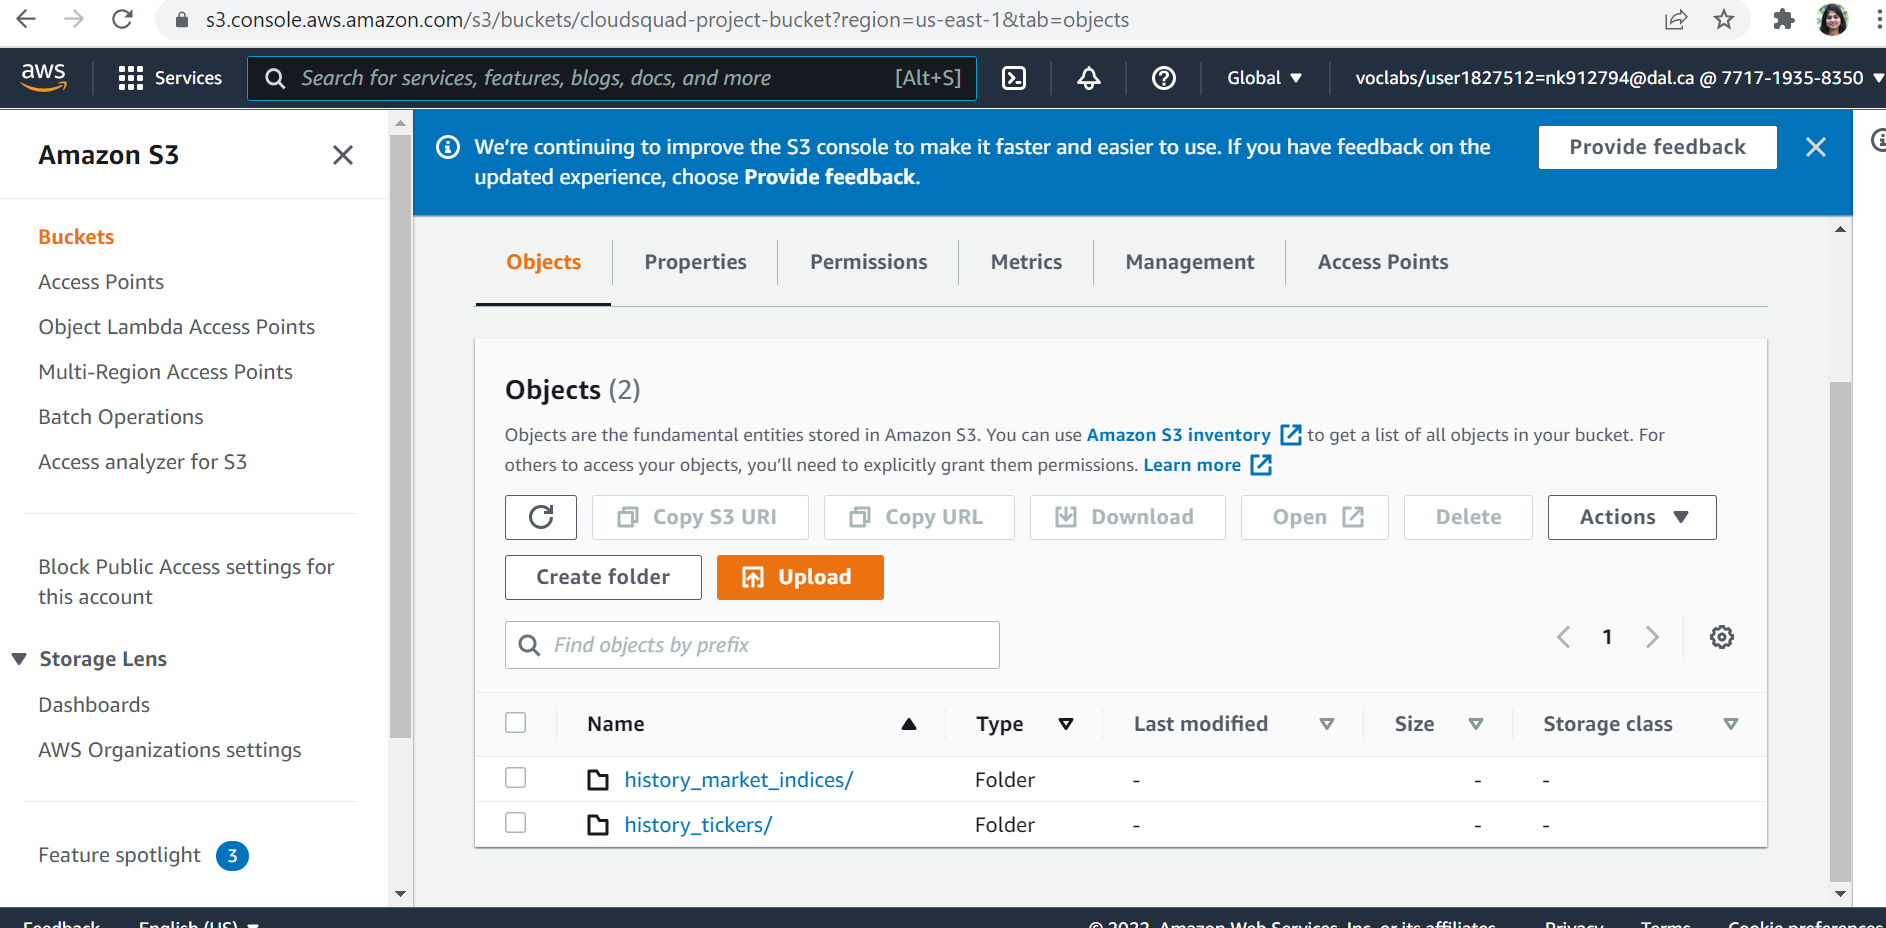 s3.console.aws.amazon.com/s3/buckets/cloudsquad-project-bucket?region=us-east-1&tab=objects
aws
Services
Search for services, features, blogs, docs, and more [Alt+S]
Global ▼
voclabs/user1827512=nk912794@dal.ca @ 7717-1935-8350 ▼
Amazon S3
Buckets
Access Points
Object Lambda Access Points
Multi-Region Access Points
Batch Operations
Access analyzer for S3
Block Public Access settings for
this account
Storage Lens
Dashboards
AWS Organizations settings
Feature spotlight 3
We're continuing to improve the S3 console to make it faster and easier to use. If you have feedback on the
updated experience, choose Provide feedback.
Provide feedback
Objects Properties Permissions Metrics Management Access Points
Objects (2)
Objects are the fundamental entities stored in Amazon S3. You can use Amazon S3 inventory to get a list of all objects in your bucket. For
others to access your objects, you'll need to explicitly grant them permissions. Learn more
Copy S3 URI Copy URL Download Open Delete Actions ▼
Create folder Upload
Find objects by prefix
1
Name Type Last modified Size Storage class
history_market_indices/ Folder - - -
history_tickers/ Folder - - -
Feedback English (US) ▼ © 2022, Amazon Web Services, Inc. or its affiliates. Privacy Terms Cookie preferences